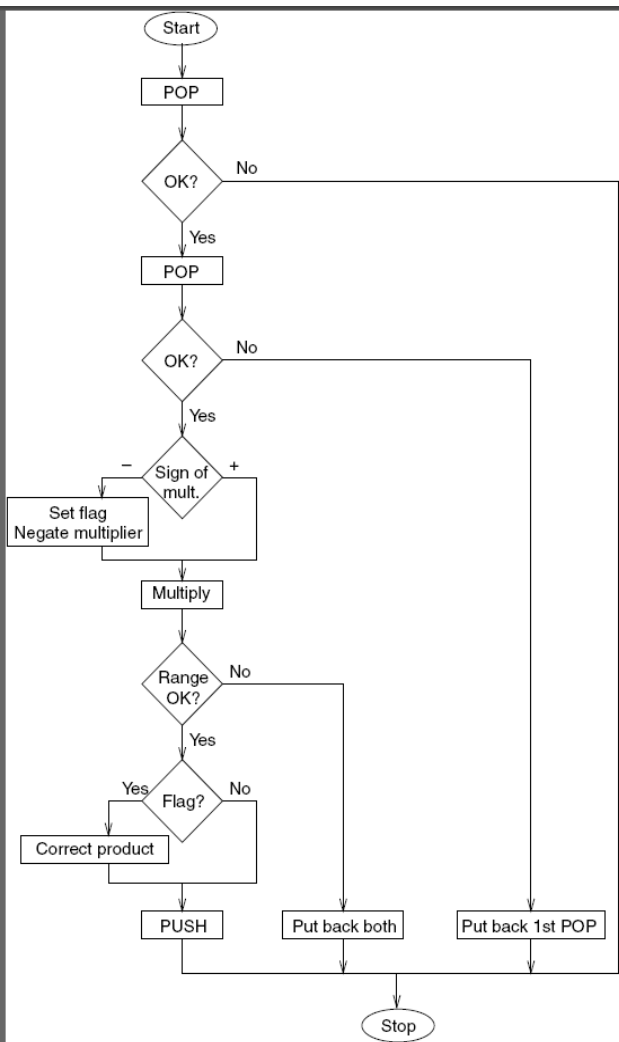 Start
POP
OK?
No
Yes
POP
OK?
No
Yes
–
Sign of
mult.
+
Set flag
Negate multiplier
Multiply
Range
OK?
No
Yes
Yes
Flag?
No
Correct product
PUSH
Put back both
Put back 1st POP
Stop